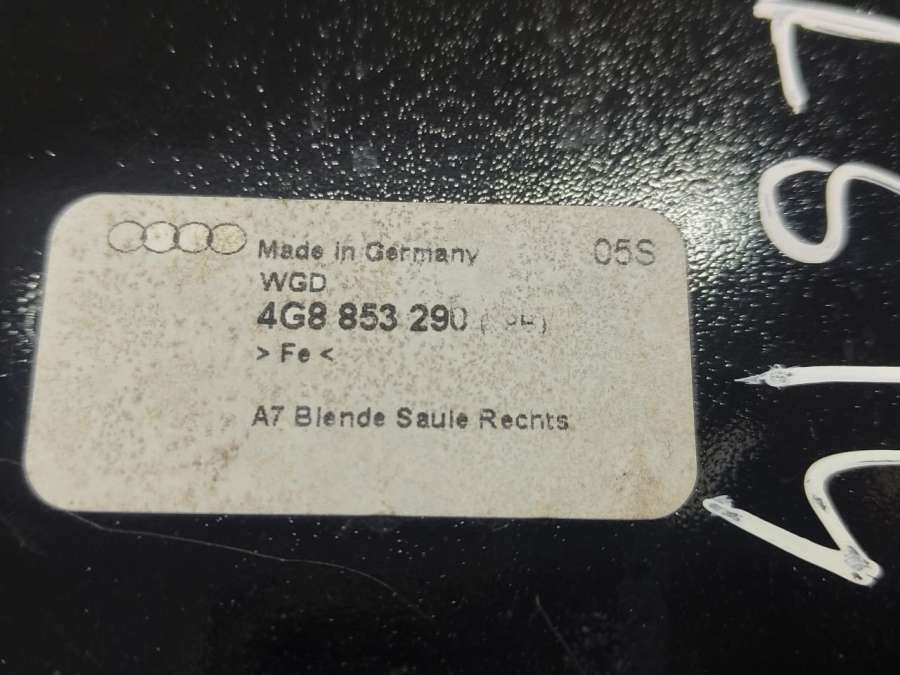 Made in Germany 05S
WGD
4G8 853 290
> Fe <
A7 Blende Saule Rechts